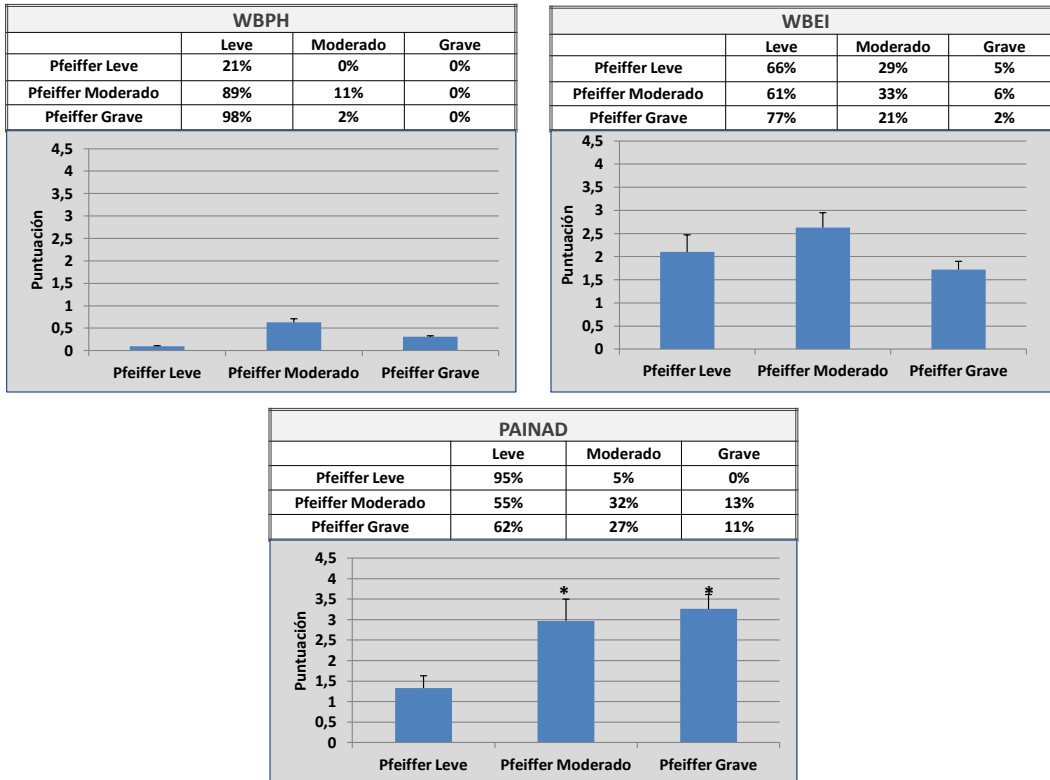 WBPH
Leve Moderado Grave
Pfeiffer Leve 21% 0% 0%
Pfeiffer Moderado 89% 11% 0%
Pfeiffer Grave 98% 2% 0%
4,5
4
3,5
3
2,5
2
1,5
1
0,5
0
Puntuación
Pfeiffer Leve Pfeiffer Moderado Pfeiffer Grave
WBEI
Leve Moderado Grave
Pfeiffer Leve 66% 29% 5%
Pfeiffer Moderado 61% 33% 6%
Pfeiffer Grave 77% 21% 2%
4,5
4
3,5
3
2,5
2
1,5
1
0,5
0
Puntuación
Pfeiffer Leve Pfeiffer Moderado Pfeiffer Grave
PAINAD
Leve Moderado Grave
Pfeiffer Leve 95% 5% 0%
Pfeiffer Moderado 55% 32% 13%
Pfeiffer Grave 62% 27% 11%
4,5
4
3,5
3
2,5
2
1,5
1
0,5
0
Puntuación
* *
Pfeiffer Leve Pfeiffer Moderado Pfeiffer Grave